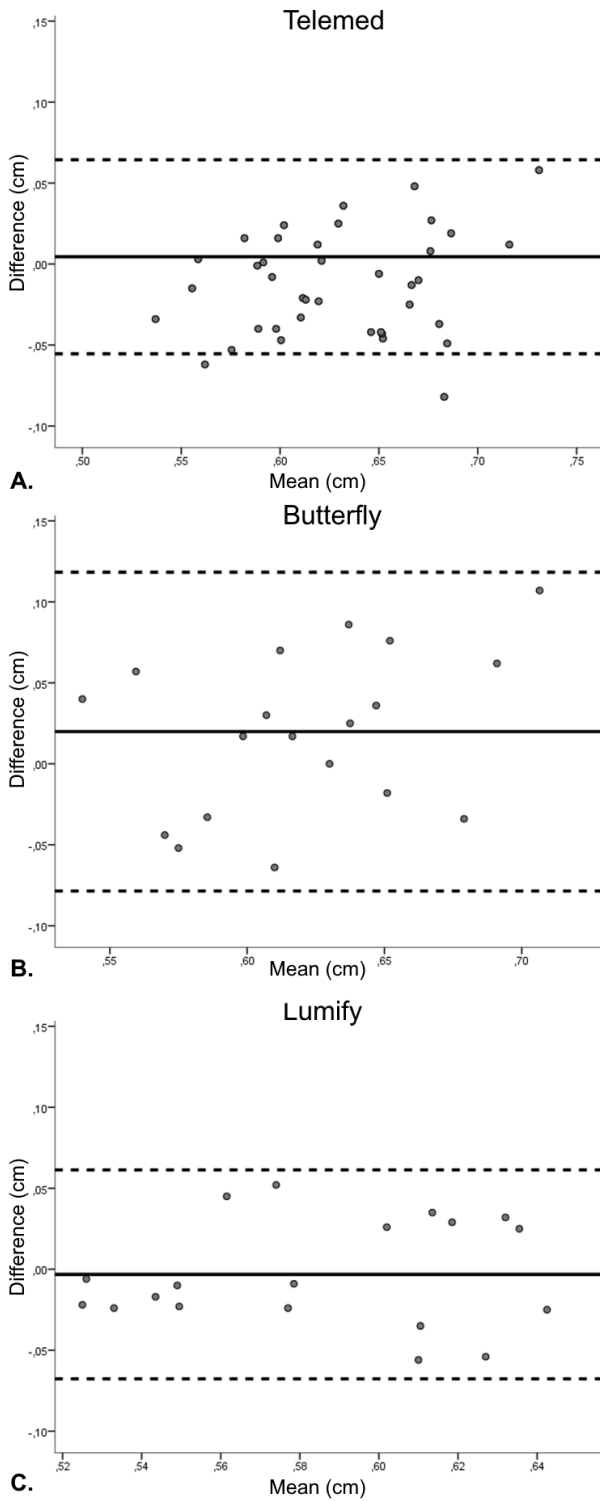 Telemed
,15
,10
,05
,00
-,05
-,10
Difference (cm)
,50 ,55 ,60 ,65 ,70 ,75
A. Mean (cm)
Butterfly
,15
,10
,05
,00
-,05
-,10
Difference (cm)
,55 ,60 ,65 ,70
B. Mean (cm)
Lumify
,15
,10
,05
,00
-,05
-,10
Difference (cm)
,52 ,54 ,56 ,58 ,60 ,62 ,64
C. Mean (cm)